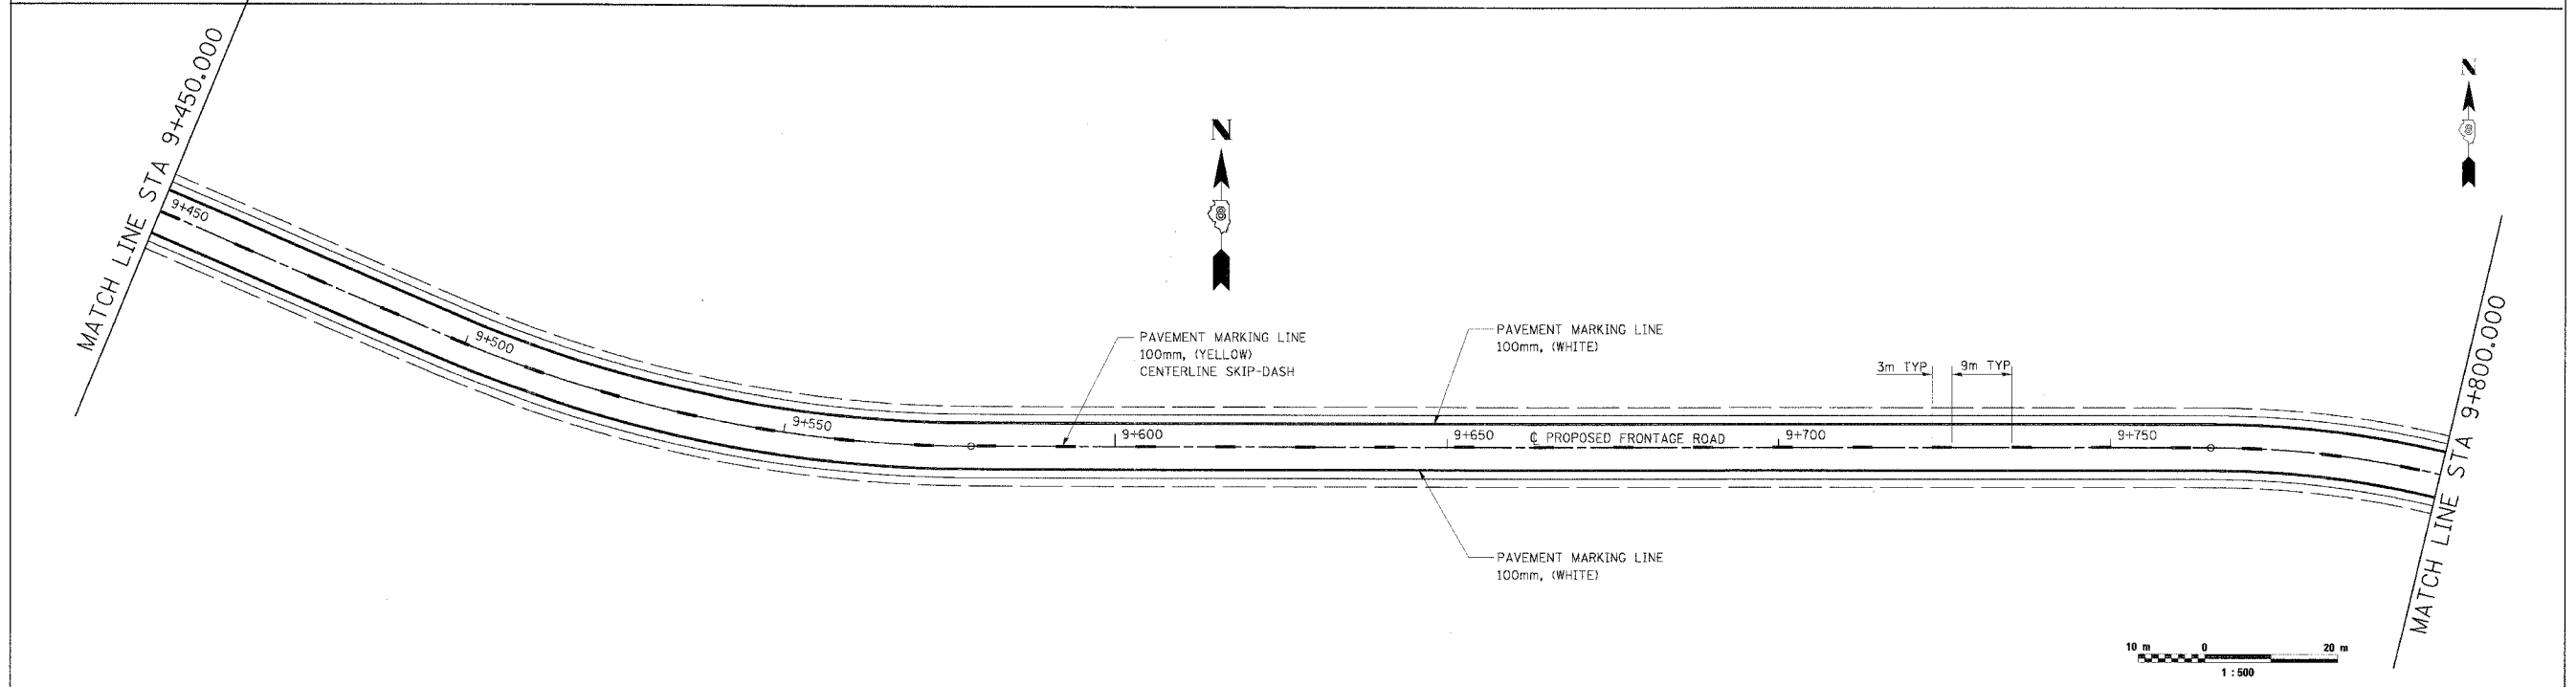 MATCH LINE STA 9+450.000
N
8
N
8
MATCH LINE STA 9+800.000
9+450
9+500
9+550
PAVEMENT MARKING LINE
100mm, (YELLOW)
CENTERLINE SKIP-DASH
PAVEMENT MARKING LINE
100mm, (WHITE)
3m TYP
9m TYP
9+600
9+650
℄ PROPOSED FRONTAGE ROAD
9+700
9+750
PAVEMENT MARKING LINE
100mm, (WHITE)
10 m 0 20 m
1 : 500